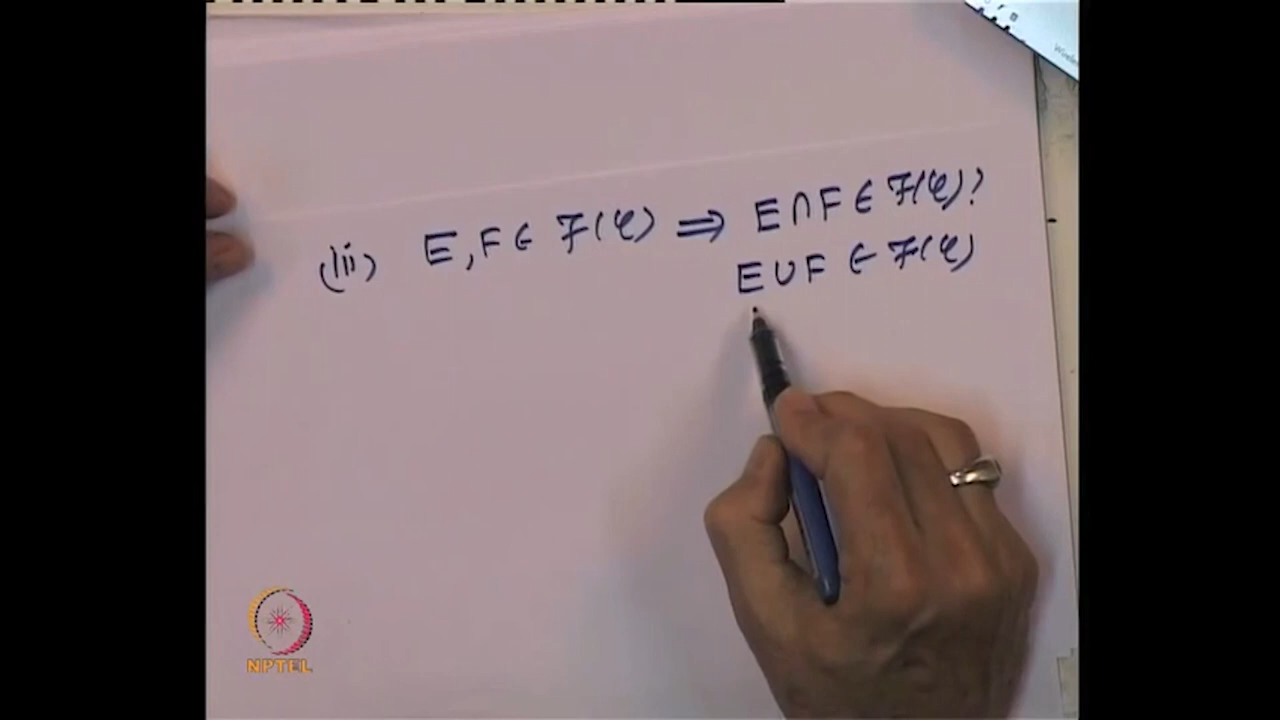 (iii) E, F ∈ 𝓕(𝒞) ⇒ E ∩ F ∈ 𝓕(𝒞)?
E ∪ F ∈ 𝓕(𝒞)
NPTEL